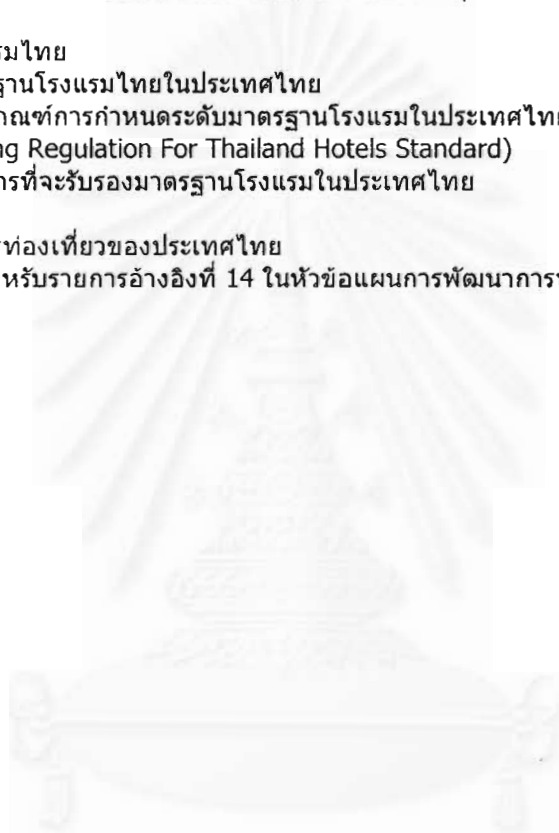 รมไทย
ฐานโรงแรมไทยในประเทศไทย
าณฑ์การกำหนดระดับมาตรฐานโรงแรมในประเทศไทย
ng Regulation For Thailand Hotels Standard)
ารที่จะรับรองมาตรฐานโรงแรมในประเทศไทย
รท่องเที่ยวของประเทศไทย
หรับรายการอ้างอิงที่ 14 ในหัวข้อแผนการพัฒนาการ